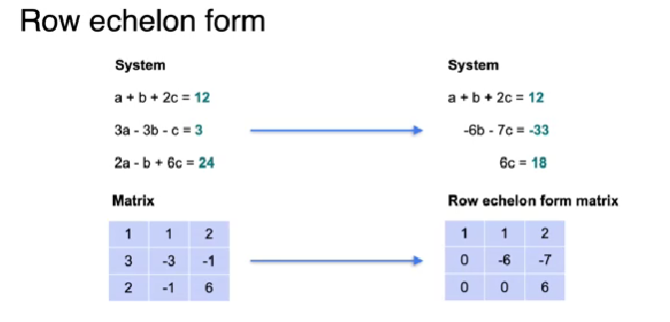 Row echelon form
System
a + b + 2c = 12
3a - 3b - c = 3
2a - b + 6c = 24
System
a + b + 2c = 12
-6b - 7c = -33
6c = 18
Matrix
1 1 2
3 -3 -1
2 -1 6
Row echelon form matrix
1 1 2
0 -6 -7
0 0 6